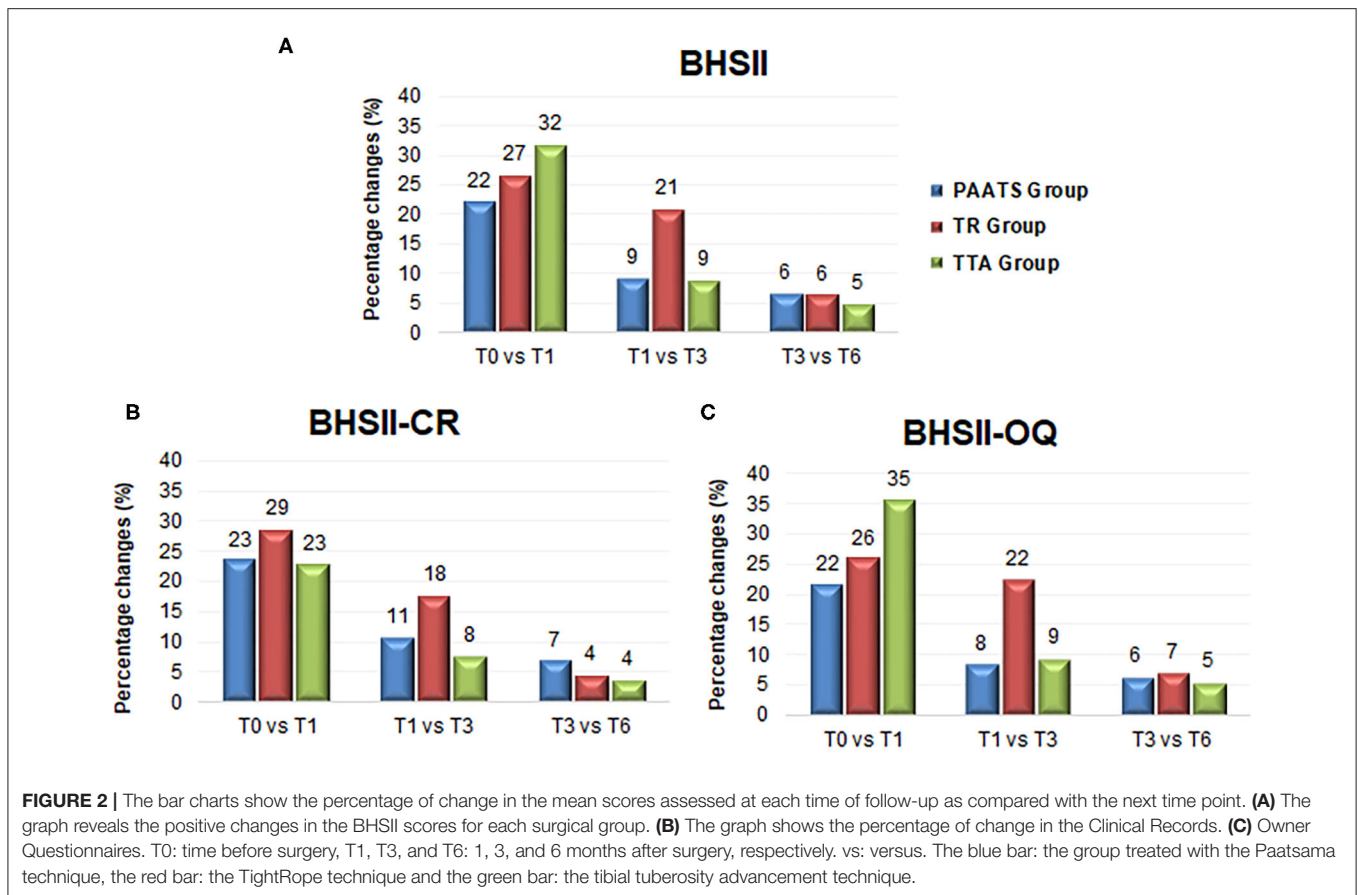 A
BHSII
Pecentage changes (%)
40
35
30
25
20
15
10
5
0
22
27
32
9
21
9
6
6
5
T0 vs T1
T1 vs T3
T3 vs T6
PAATS Group
TR Group
TTA Group
B
BHSII-CR
Percentage changes (%)
40
35
30
25
20
15
10
5
0
23
29
23
11
18
8
7
4
4
T0 vs T1
T1 vs T3
T3 vs T6
C
BHSII-OQ
Percentage changes (%)
40
35
30
25
20
15
10
5
0
22
26
35
8
22
9
6
7
5
T0 vs T1
T1 vs T3
T3 vs T6
FIGURE 2 | The bar charts show the percentage of change in the mean scores assessed at each time of follow-up as compared with the next time point. (A) The
graph reveals the positive changes in the BHSII scores for each surgical group. (B) The graph shows the percentage of change in the Clinical Records. (C) Owner
Questionnaires. T0: time before surgery, T1, T3, and T6: 1, 3, and 6 months after surgery, respectively. vs: versus. The blue bar: the group treated with the Paatsama
technique, the red bar: the TightRope technique and the green bar: the tibial tuberosity advancement technique.